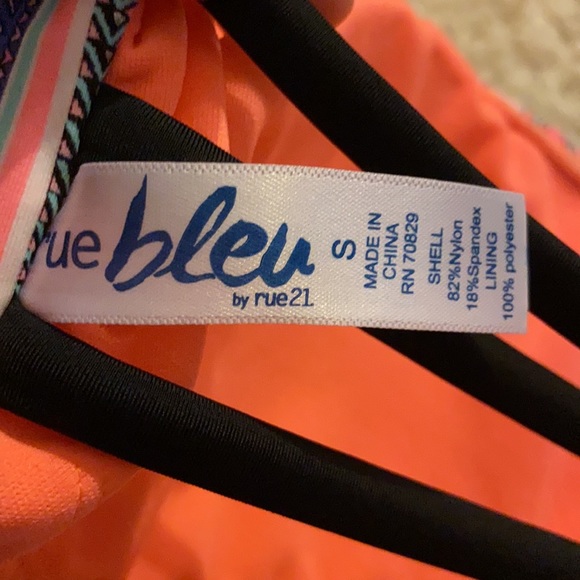 rue bleu
by rue21
S
MADE IN
CHINA
RN 70829
SHELL
82%Nylon
18%Spandex
LINING
100% polyester